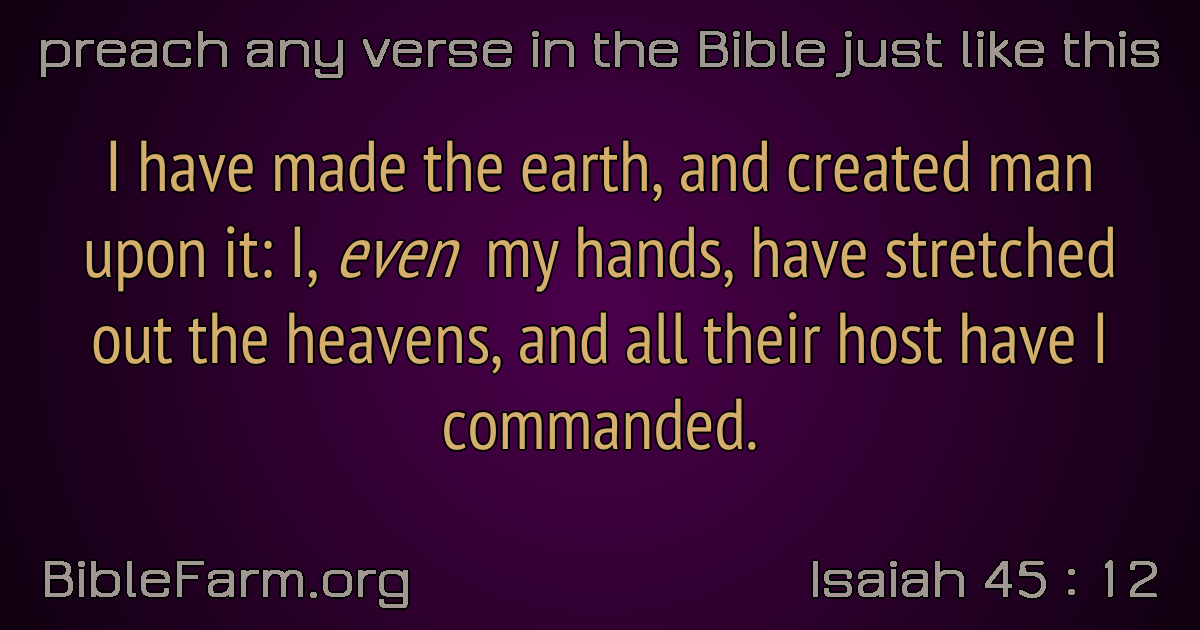 preach any verse in the Bible just like this
I have made the earth, and created man
upon it: I, even my hands, have stretched
out the heavens, and all their host have I
commanded.
BibleFarm.org
Isaiah 45 : 12